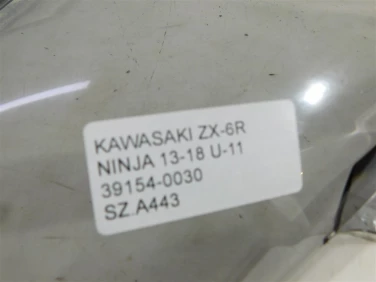 KAWASAKI ZX-6R
NINJA 13-18 U-11
39154-0030
SZ A443